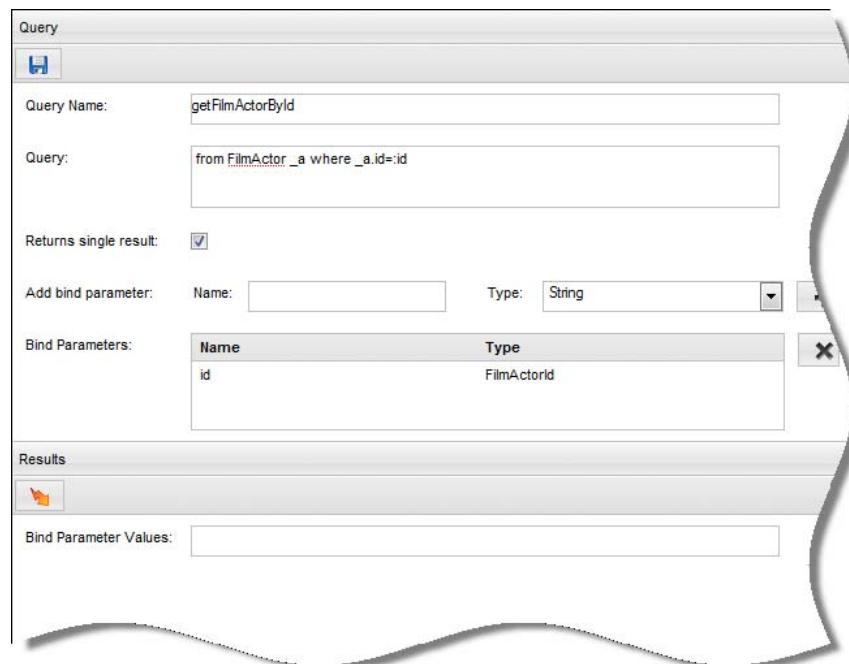 Query
Query Name: getFilmActorById
Query: from FilmActor _a where _a.id=:id
Returns single result:
Add bind parameter: Name: Type: String
Bind Parameters: Name Type
id FilmActorId
Results
Bind Parameter Values: